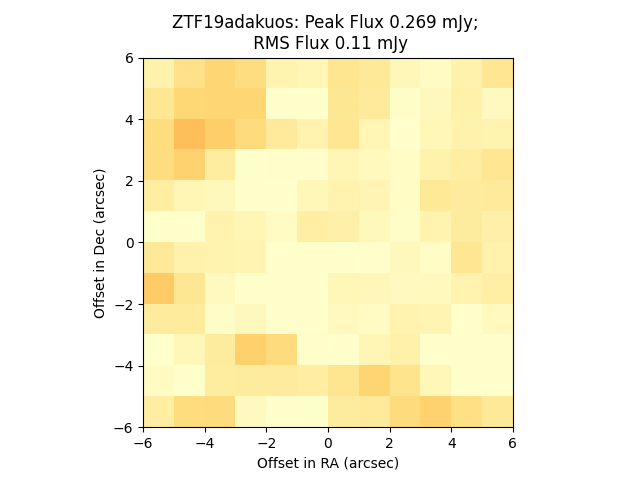 ZTF19adakuos: Peak Flux 0.269 mJy;
RMS Flux 0.11 mJy
6
4
2
0
−2
−4
−6
Offset in Dec (arcsec)
−6 −4 −2 0 2 4 6
Offset in RA (arcsec)